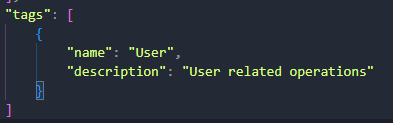 ],
"tags": [
{
"name": "User",
"description": "User related operations"
}
]